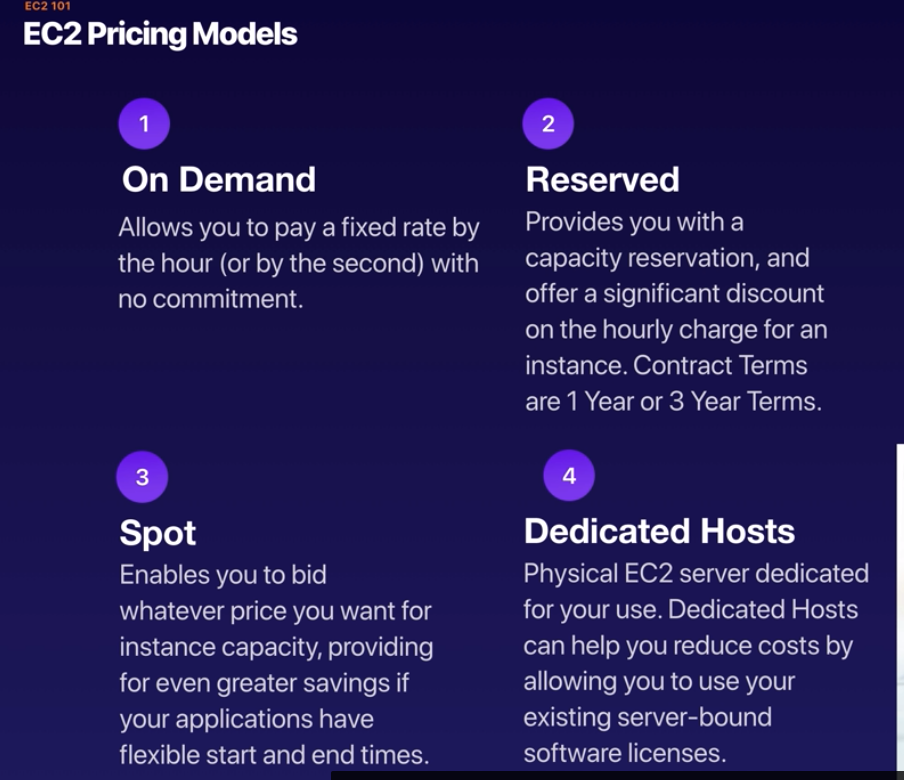 EC2 101
EC2 Pricing Models
1
On Demand
Allows you to pay a fixed rate by
the hour (or by the second) with
no commitment.
2
Reserved
Provides you with a
capacity reservation, and
offer a significant discount
on the hourly charge for an
instance. Contract Terms
are 1 Year or 3 Year Terms.
3
Spot
Enables you to bid
whatever price you want for
instance capacity, providing
for even greater savings if
your applications have
flexible start and end times.
4
Dedicated Hosts
Physical EC2 server dedicated
for your use. Dedicated Hosts
can help you reduce costs by
allowing you to use your
existing server-bound
software licenses.